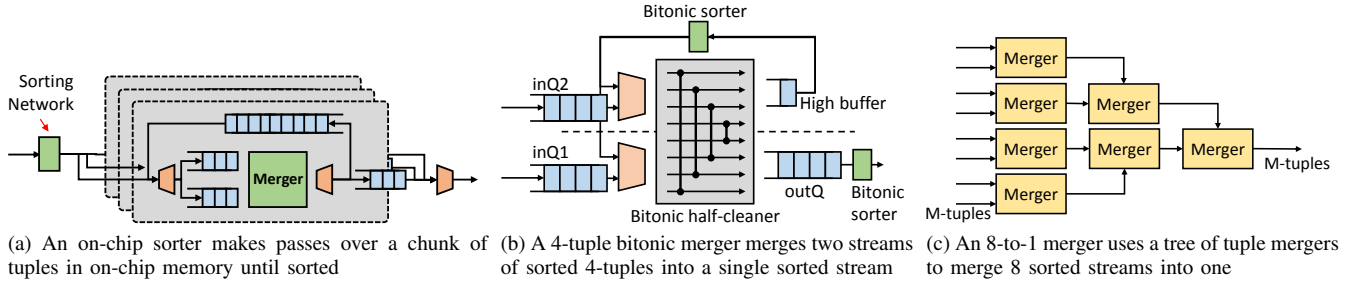 Sorting
Network
Merger
(a) An on-chip sorter makes passes over a chunk of
tuples in on-chip memory until sorted
Bitonic sorter
inQ2
High buffer
inQ1
outQ
Bitonic
sorter
Bitonic half-cleaner
(b) A 4-tuple bitonic merger merges two streams
of sorted 4-tuples into a single sorted stream
Merger
Merger
Merger
Merger
Merger
Merger
Merger
M-tuples
M-tuples
(c) An 8-to-1 merger uses a tree of tuple mergers
to merge 8 sorted streams into one